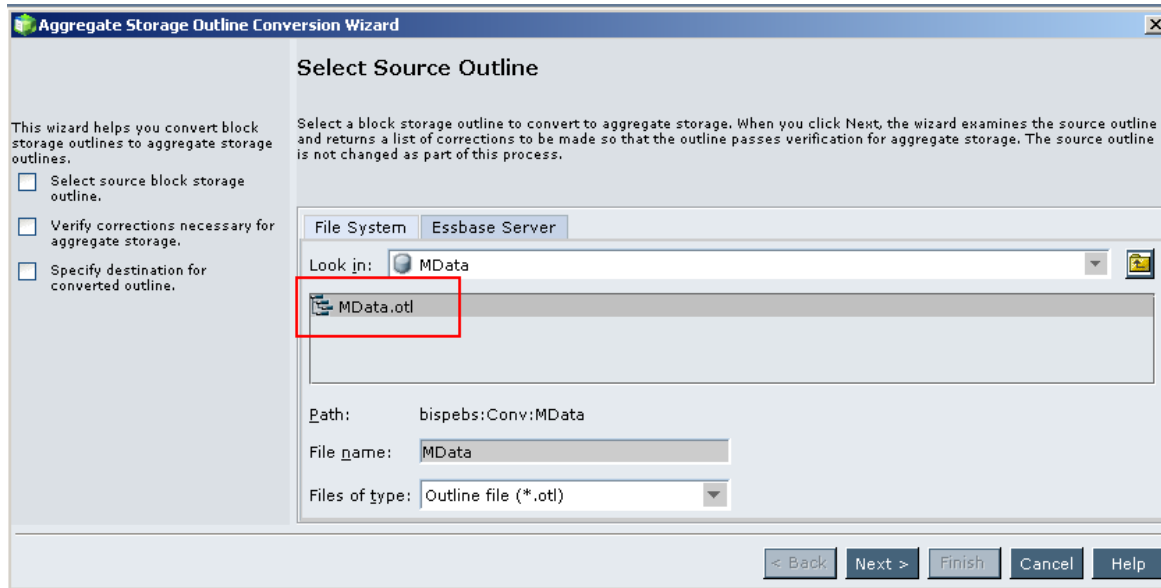 Aggregate Storage Outline Conversion Wizard
This wizard helps you convert block
storage outlines to aggregate storage
outlines.
Select source block storage
outline.
Verify corrections necessary for
aggregate storage.
Specify destination for
converted outline.
Select Source Outline
Select a block storage outline to convert to aggregate storage. When you click Next, the wizard examines the source outline
and returns a list of corrections to be made so that the outline passes verification for aggregate storage. The source outline
is not changed as part of this process.
File System Essbase Server
Look in: MData
MData.otl
Path: bispebs:Conv:MData
File name: MData
Files of type: Outline file (*.otl)
< Back Next > Finish Cancel Help